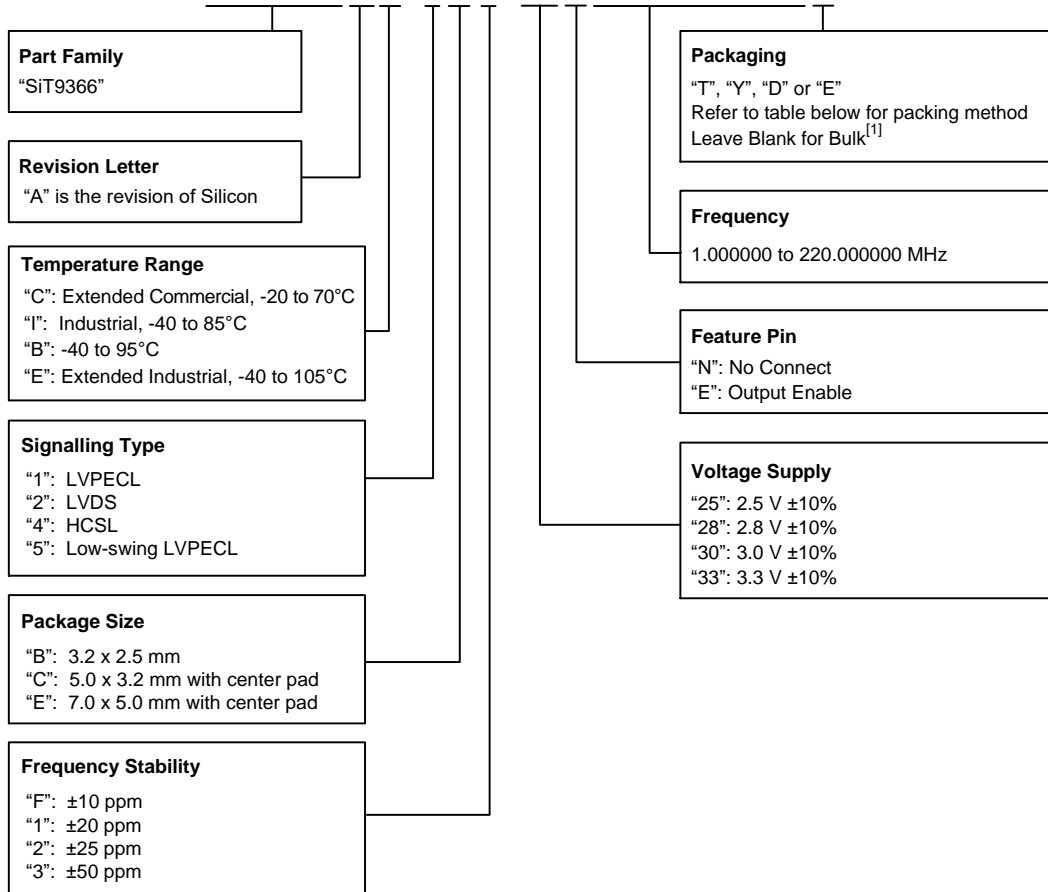 Part Family
“SiT9366”
Revision Letter
“A” is the revision of Silicon
Temperature Range
“C”: Extended Commercial, -20 to 70°C
“I”: Industrial, -40 to 85°C
“B”: -40 to 95°C
“E”: Extended Industrial, -40 to 105°C
Signalling Type
“1”: LVPECL
“2”: LVDS
“4”: HCSL
“5”: Low-swing LVPECL
Package Size
“B”: 3.2 x 2.5 mm
“C”: 5.0 x 3.2 mm with center pad
“E”: 7.0 x 5.0 mm with center pad
Frequency Stability
“F”: ±10 ppm
“1”: ±20 ppm
“2”: ±25 ppm
“3”: ±50 ppm
Packaging
“T”, “Y”, “D” or “E”
Refer to table below for packing method
Leave Blank for Bulk[1]
Frequency
1.000000 to 220.000000 MHz
Feature Pin
“N”: No Connect
“E”: Output Enable
Voltage Supply
“25”: 2.5 V ±10%
“28”: 2.8 V ±10%
“30”: 3.0 V ±10%
“33”: 3.3 V ±10%